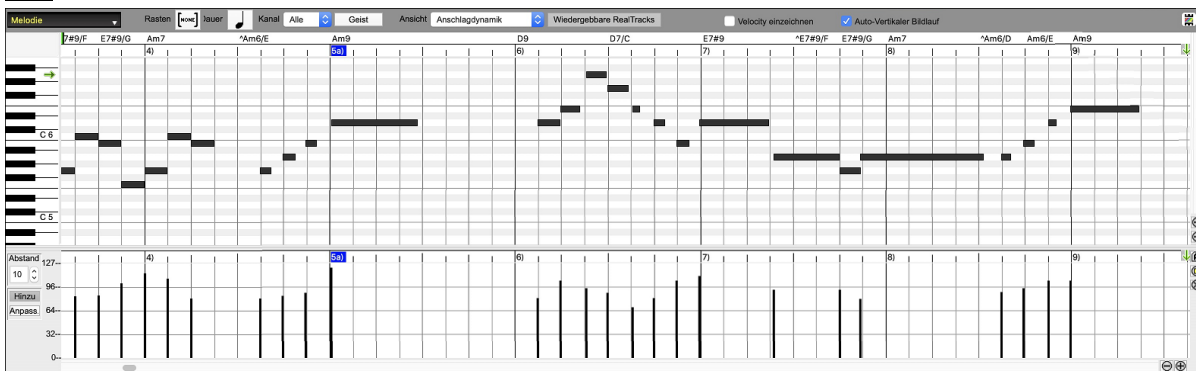 Melodie Rasten [NONE] Dauer Kanal Alle Geist Ansicht Anschlagdynamik Wiedergebbare RealTracks Velocity einzeichnen Auto-Vertikaler Bildlauf
7#9/F E7#9/G Am7 ^Am6/E Am9 D9 D7/C E7#9 ^E7#9/F E7#9/G Am7 ^Am6/D Am6/E Am9
4) 5a) 6) 7) 8) 9)
C 6
C 5
Abstand 4) 5a) 6) 7) 8) 9)
127
10
96
Hinzu
Anpass. 64
32
0